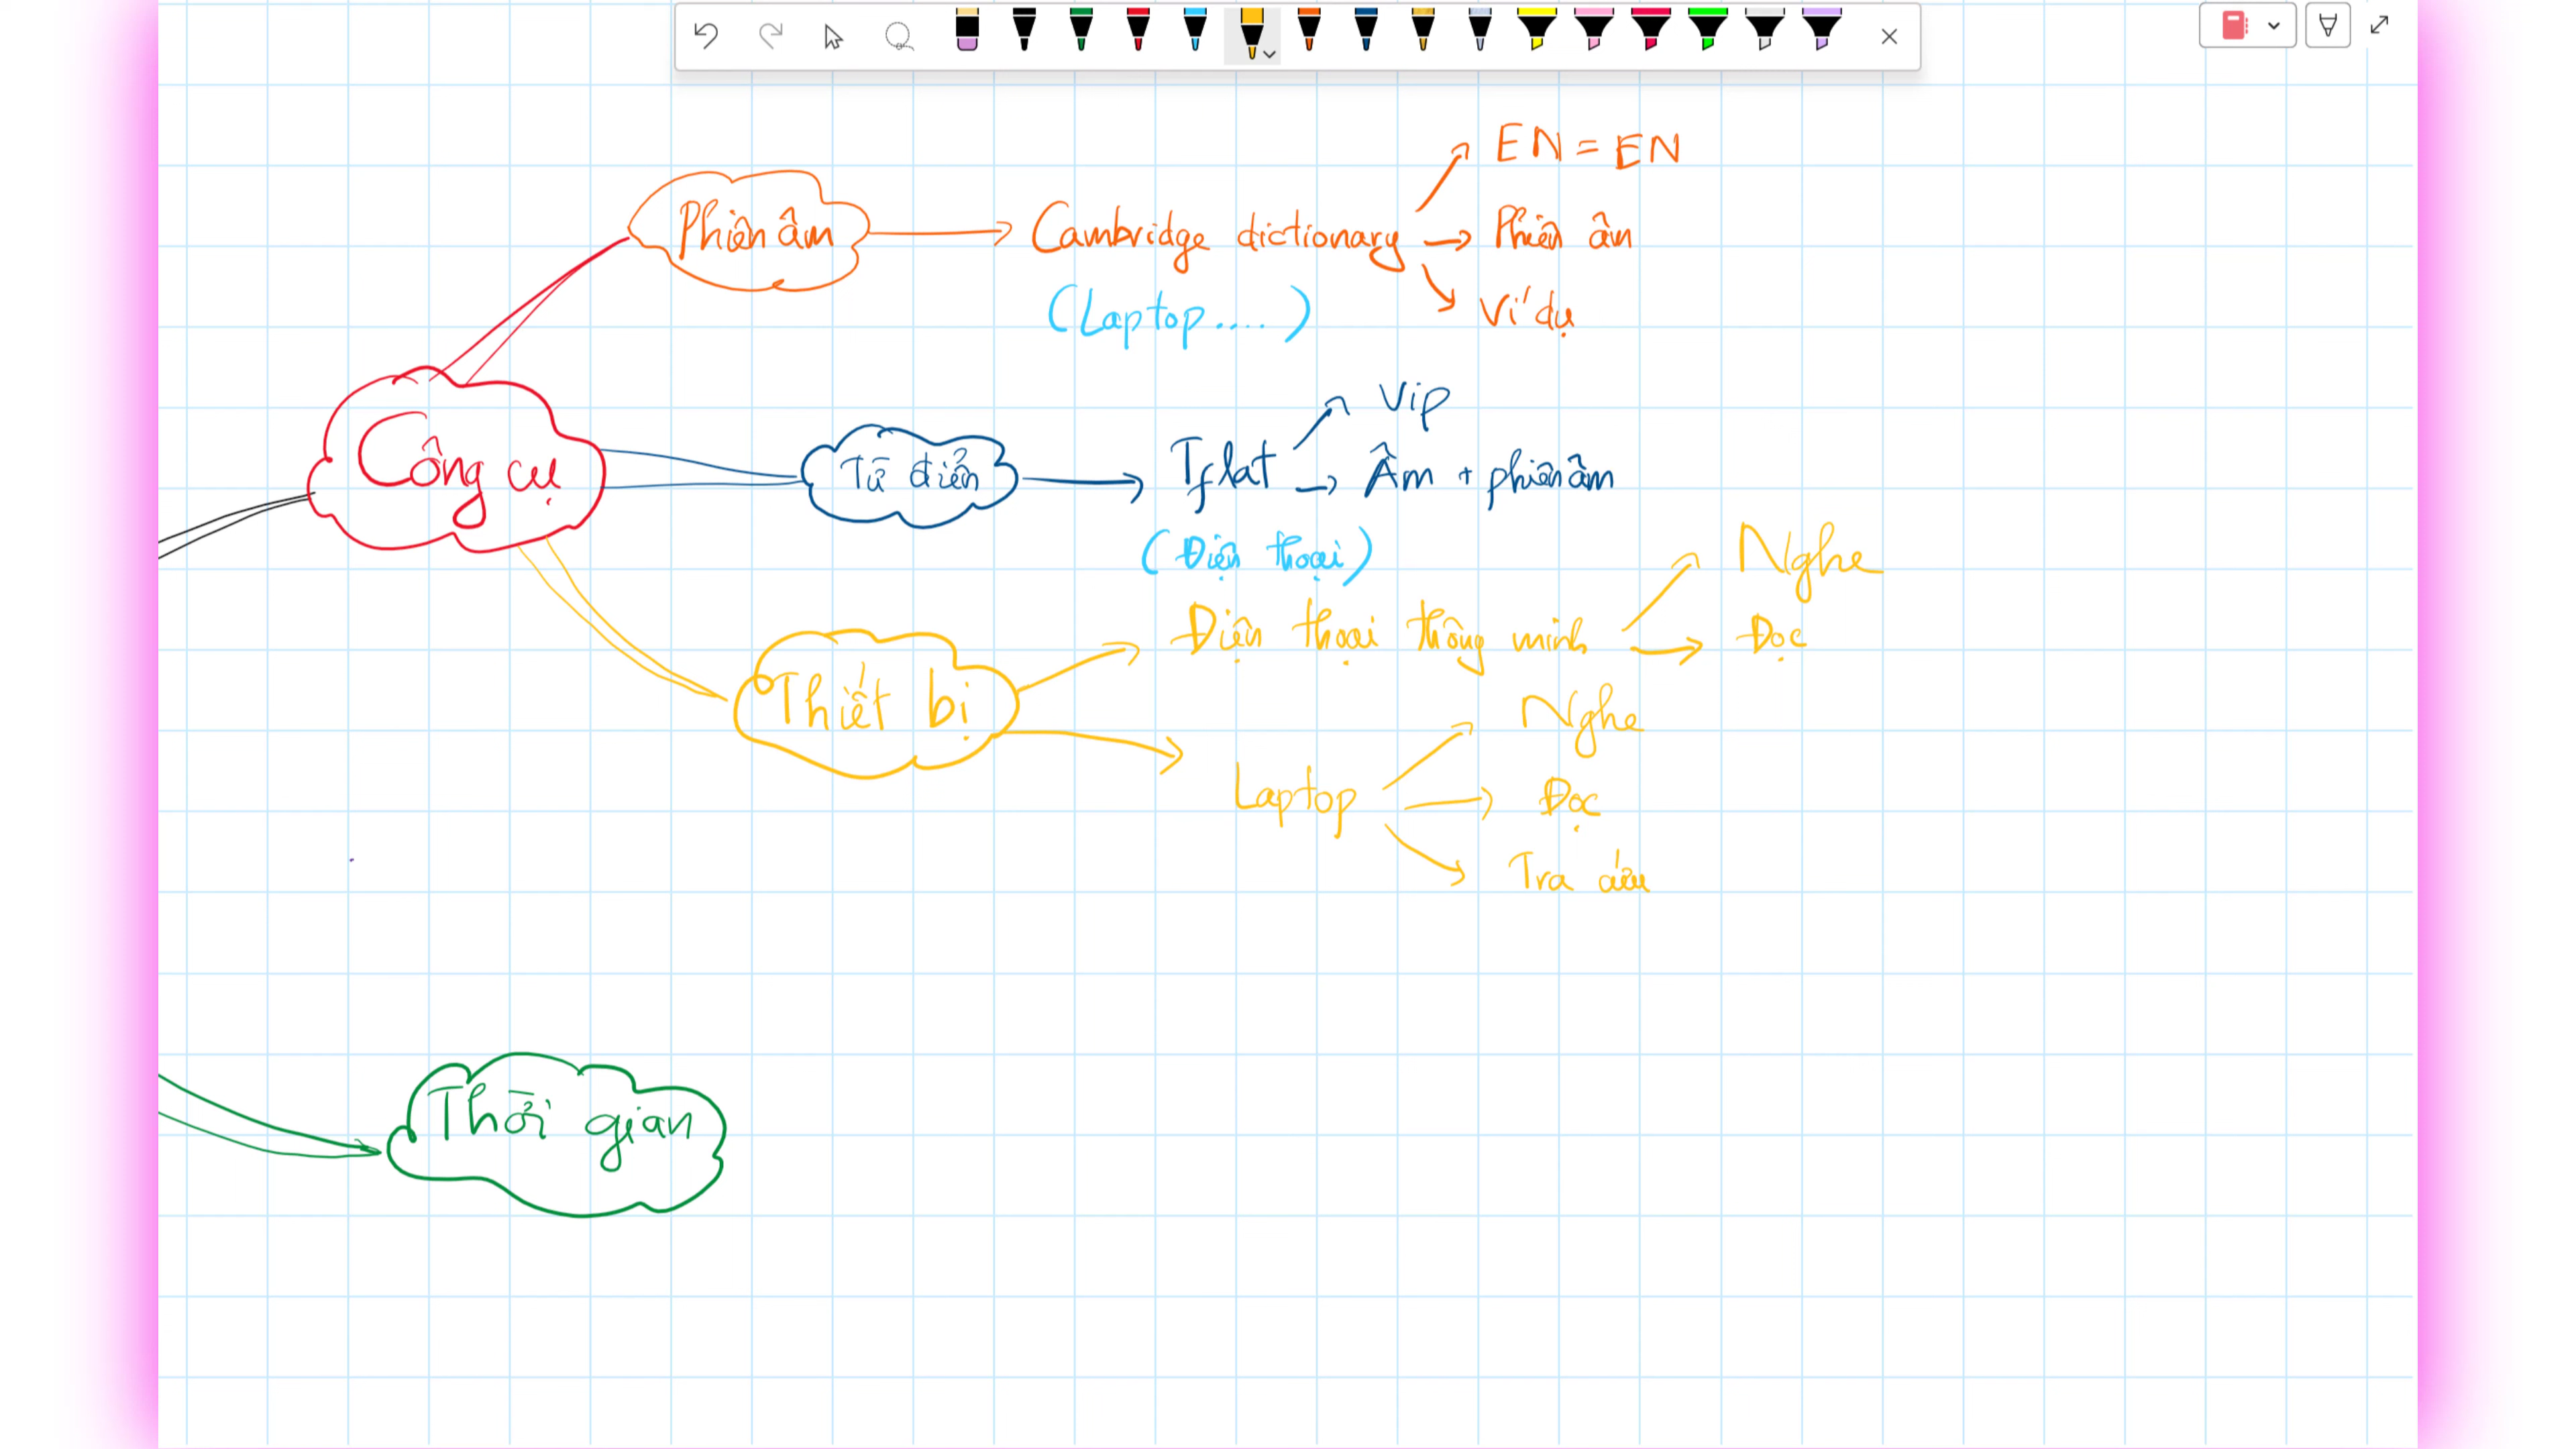 EN = EN
Phiên âm
Cambridge dictionary
Phiên âm
(Laptop....)
Ví dụ
Vip
Công cụ
Từ điển
Tflat
Âm + phiên âm
(Điện thoại)
Nghe
Điện thoại thông minh
Đọc
Thiết bị
Nghe
Laptop
Đọc
Tra
Thời gian